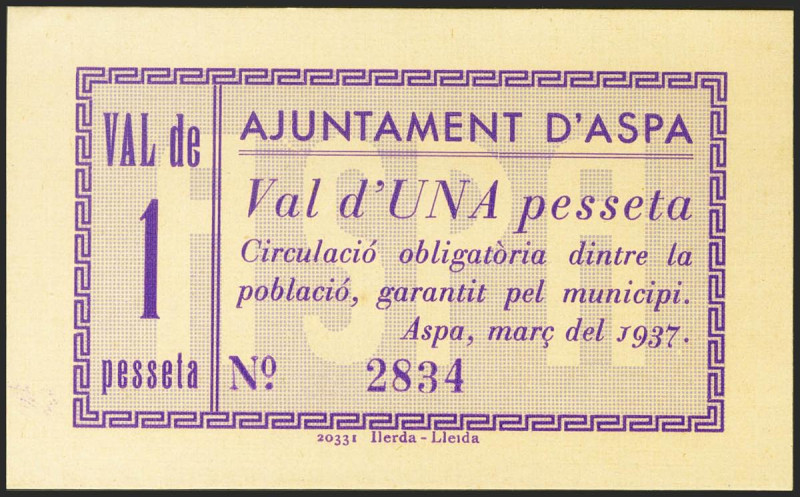 VAL de
1
pesseta
AJUNTAMENT D'ASPA
Val d'UNA pesseta
Circulació obligatòria dintre la
població, garantit pel municipi.
Aspa, març del 1937.
Nº 2834
ASPA
20331 Ilerda - Lleida